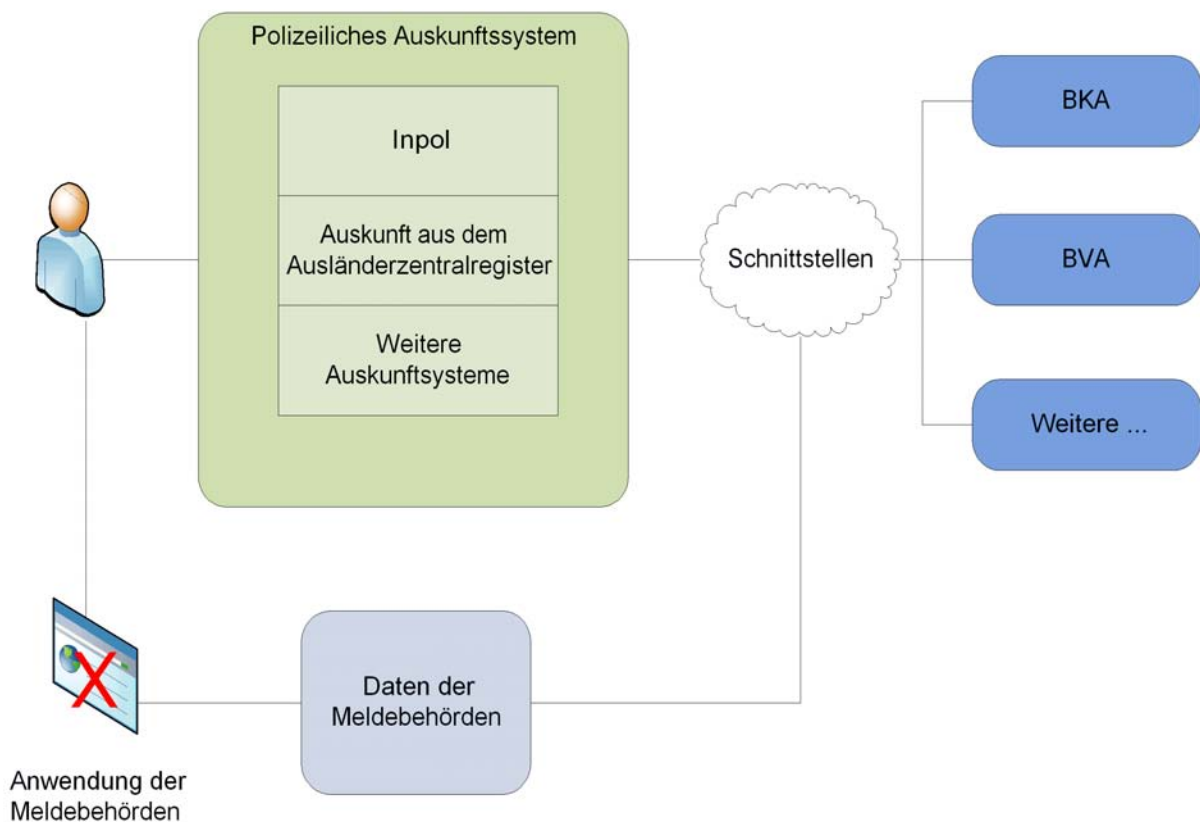 Polizeiliches Auskunftssystem
Inpol
Auskunft aus dem
Ausländerzentralregister
Weitere
Auskunftsysteme
Schnittstellen
BKA
BVA
Weitere ...
X
Daten der
Meldebehörden
Anwendung der
Meldebehörden